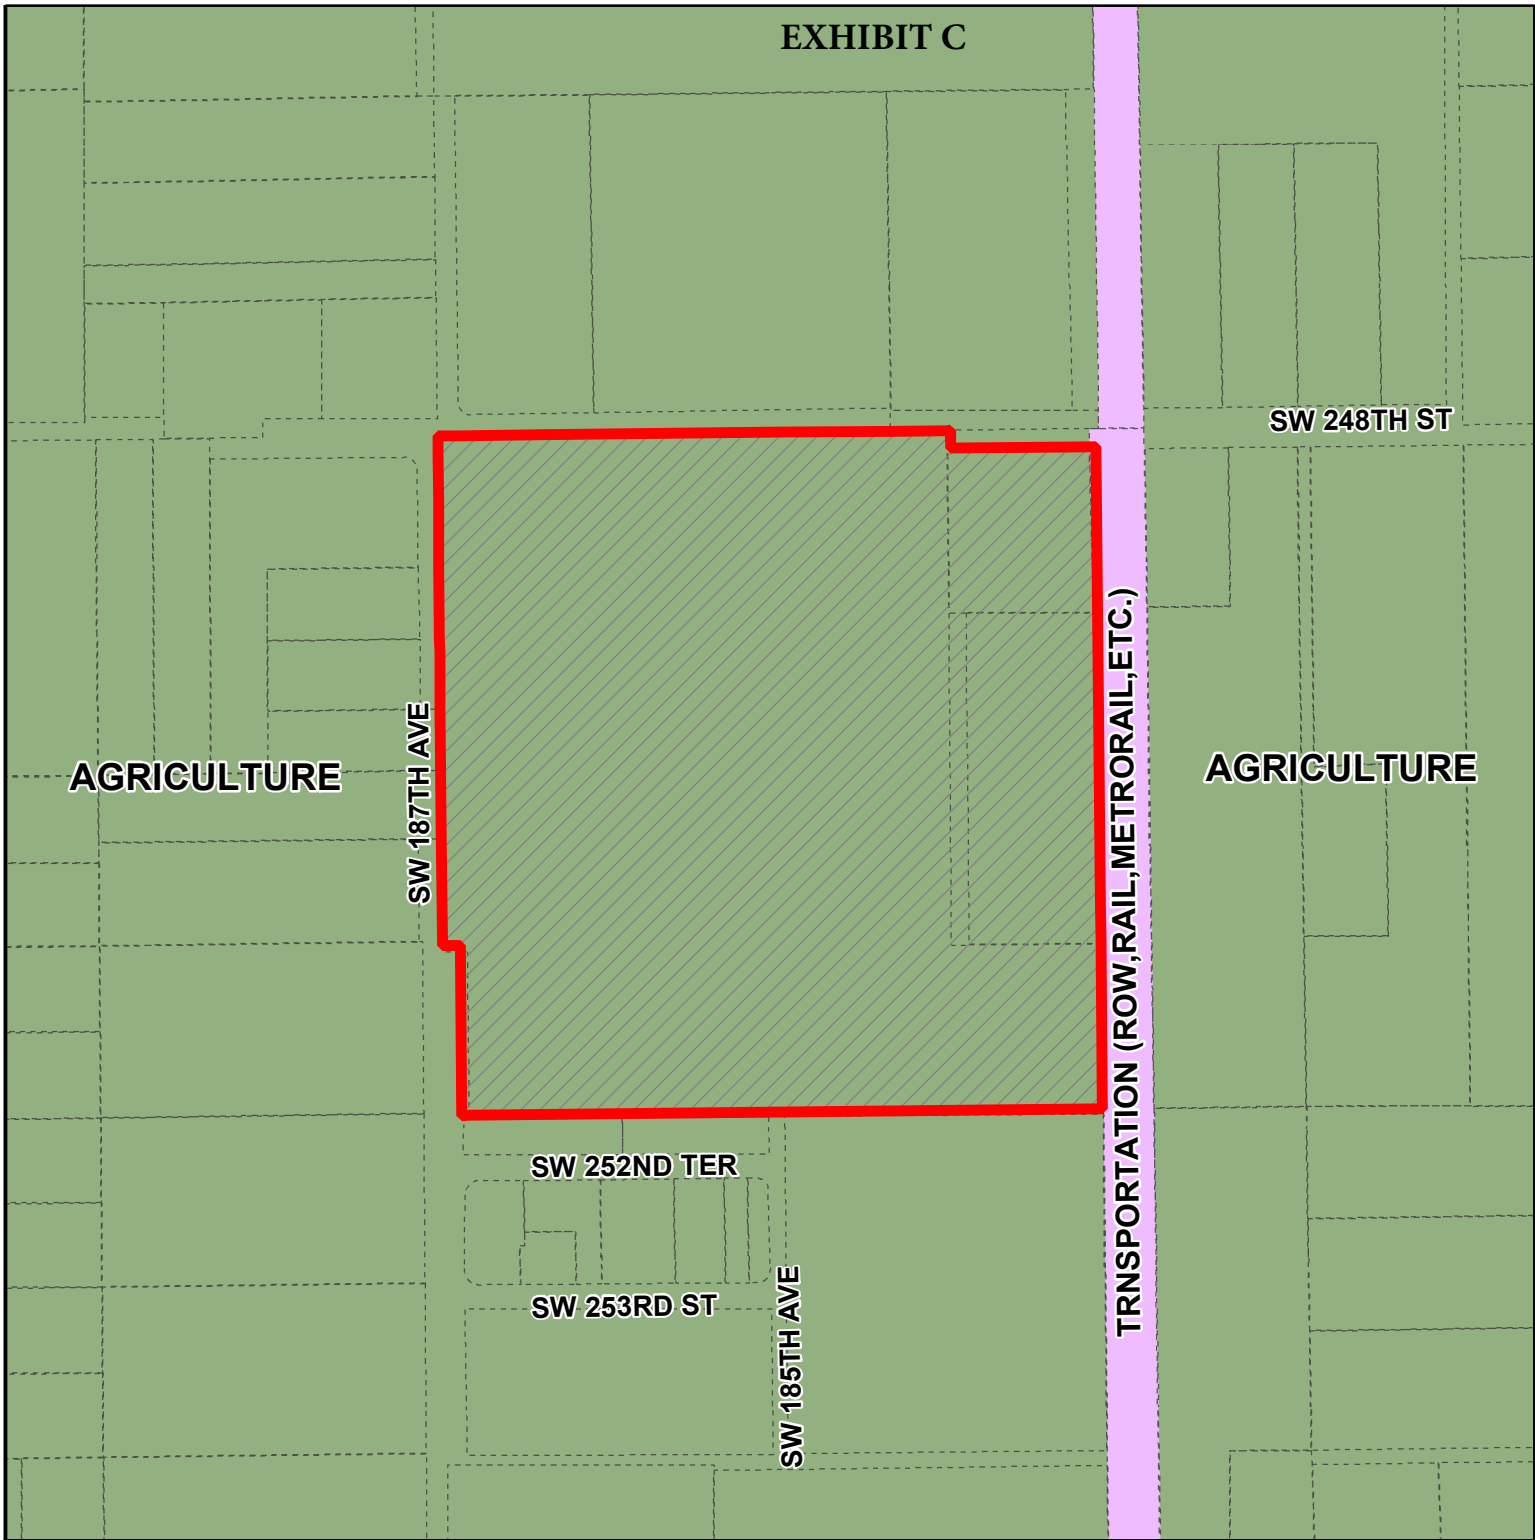 EXHIBIT C
SW 248TH ST
SW 187TH AVE
AGRICULTURE
AGRICULTURE
TRNSPORTATION (ROW,RAIL,METRORAIL,ETC.)
SW 252ND TER
SW 253RD ST
SW 185TH AVE